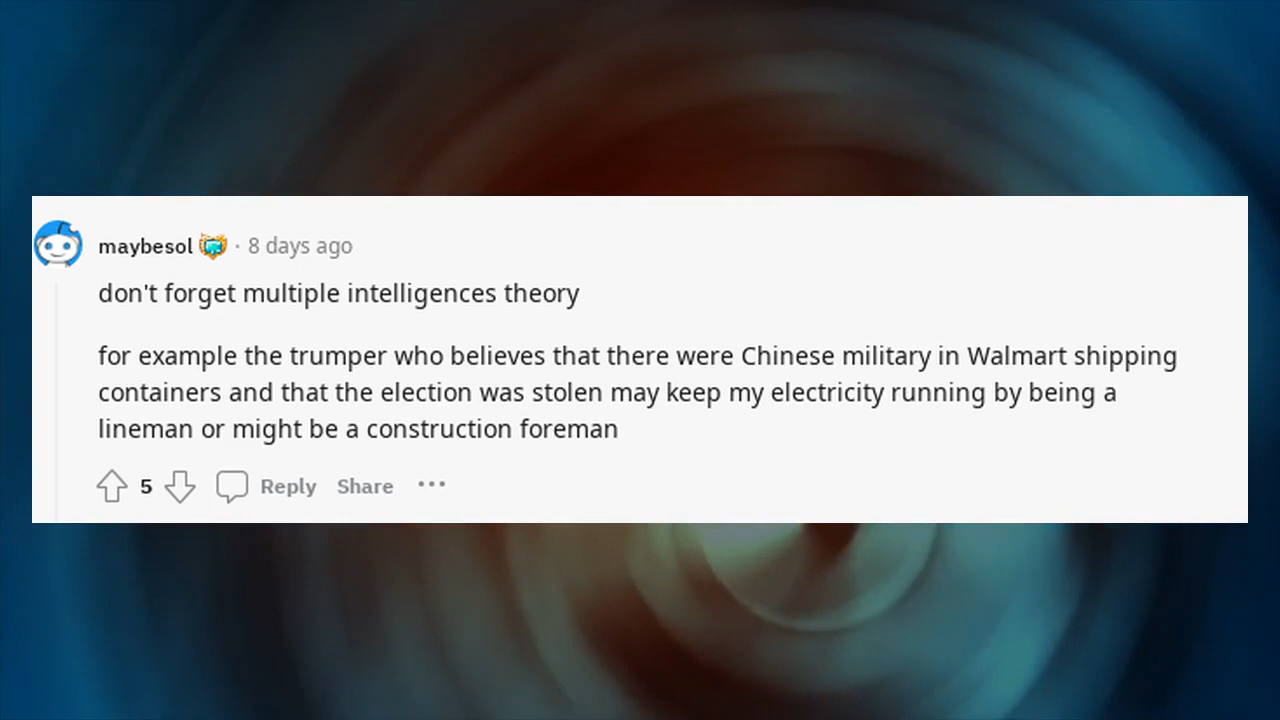 maybesol · 8 days ago
don't forget multiple intelligences theory
for example the trumper who believes that there were Chinese military in Walmart shipping
containers and that the election was stolen may keep my electricity running by being a
lineman or might be a construction foreman
5 Reply Share ···